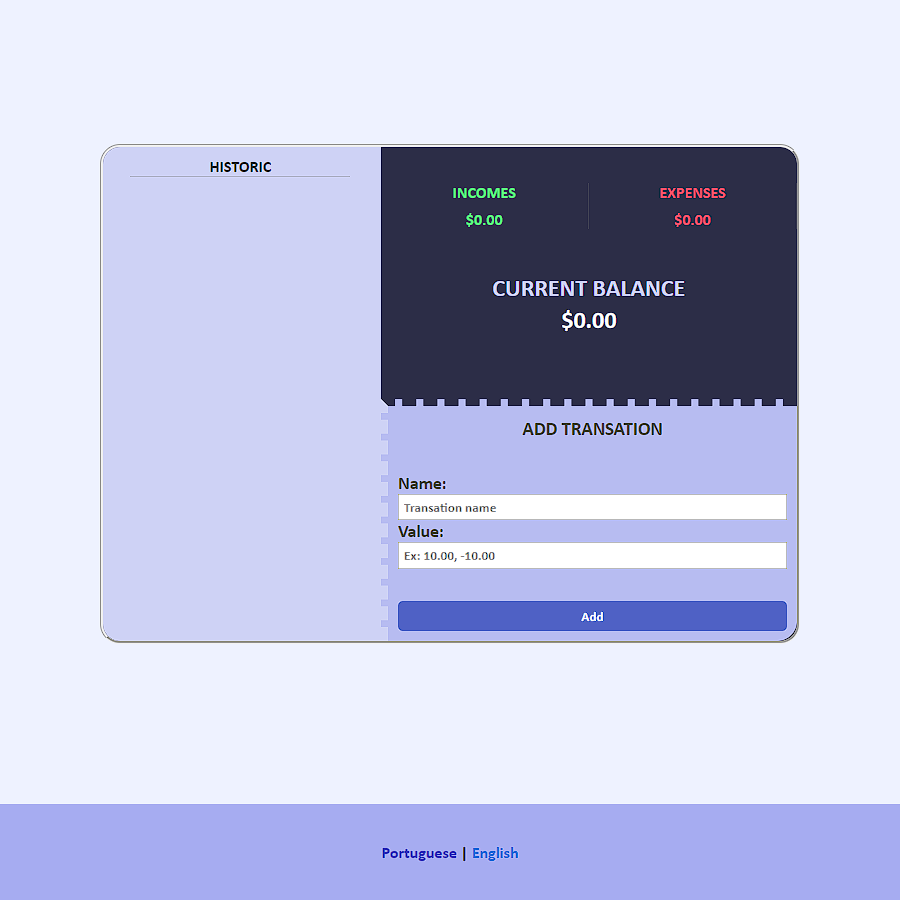 HISTORIC
INCOMES
$0.00
EXPENSES
$0.00
CURRENT BALANCE
$0.00
ADD TRANSATION
Name:
Transation name
Value:
Ex: 10.00, -10.00
Add
Portuguese | English